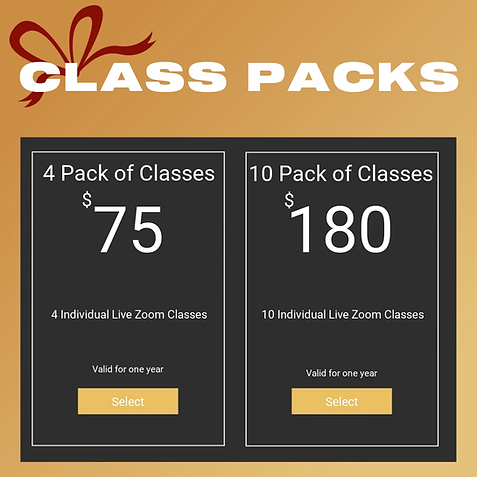 CLASS PACKS
4 Pack of Classes
$75
4 Individual Live Zoom Classes
Valid for one year
Select
10 Pack of Classes
$180
10 Individual Live Zoom Classes
Valid for one year
Select